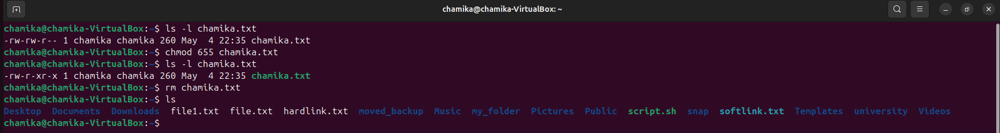 chamika@chamika-VirtualBox: ~
chamika@chamika-VirtualBox:~$ ls -l chamika.txt
-rw-rw-r-- 1 chamika chamika 260 May  4 22:35 chamika.txt
chamika@chamika-VirtualBox:~$ chmod 655 chamika.txt
chamika@chamika-VirtualBox:~$ ls -l chamika.txt
-rw-r-xr-x 1 chamika chamika 260 May  4 22:35 chamika.txt
chamika@chamika-VirtualBox:~$ rm chamika.txt
chamika@chamika-VirtualBox:~$ ls
Desktop  Documents  Downloads  file1.txt  file.txt  hardlink.txt  moved_backup  Music  my_folder  Pictures  Public  script.sh  snap  softlink.txt  Templates  university  Videos
chamika@chamika-VirtualBox:~$